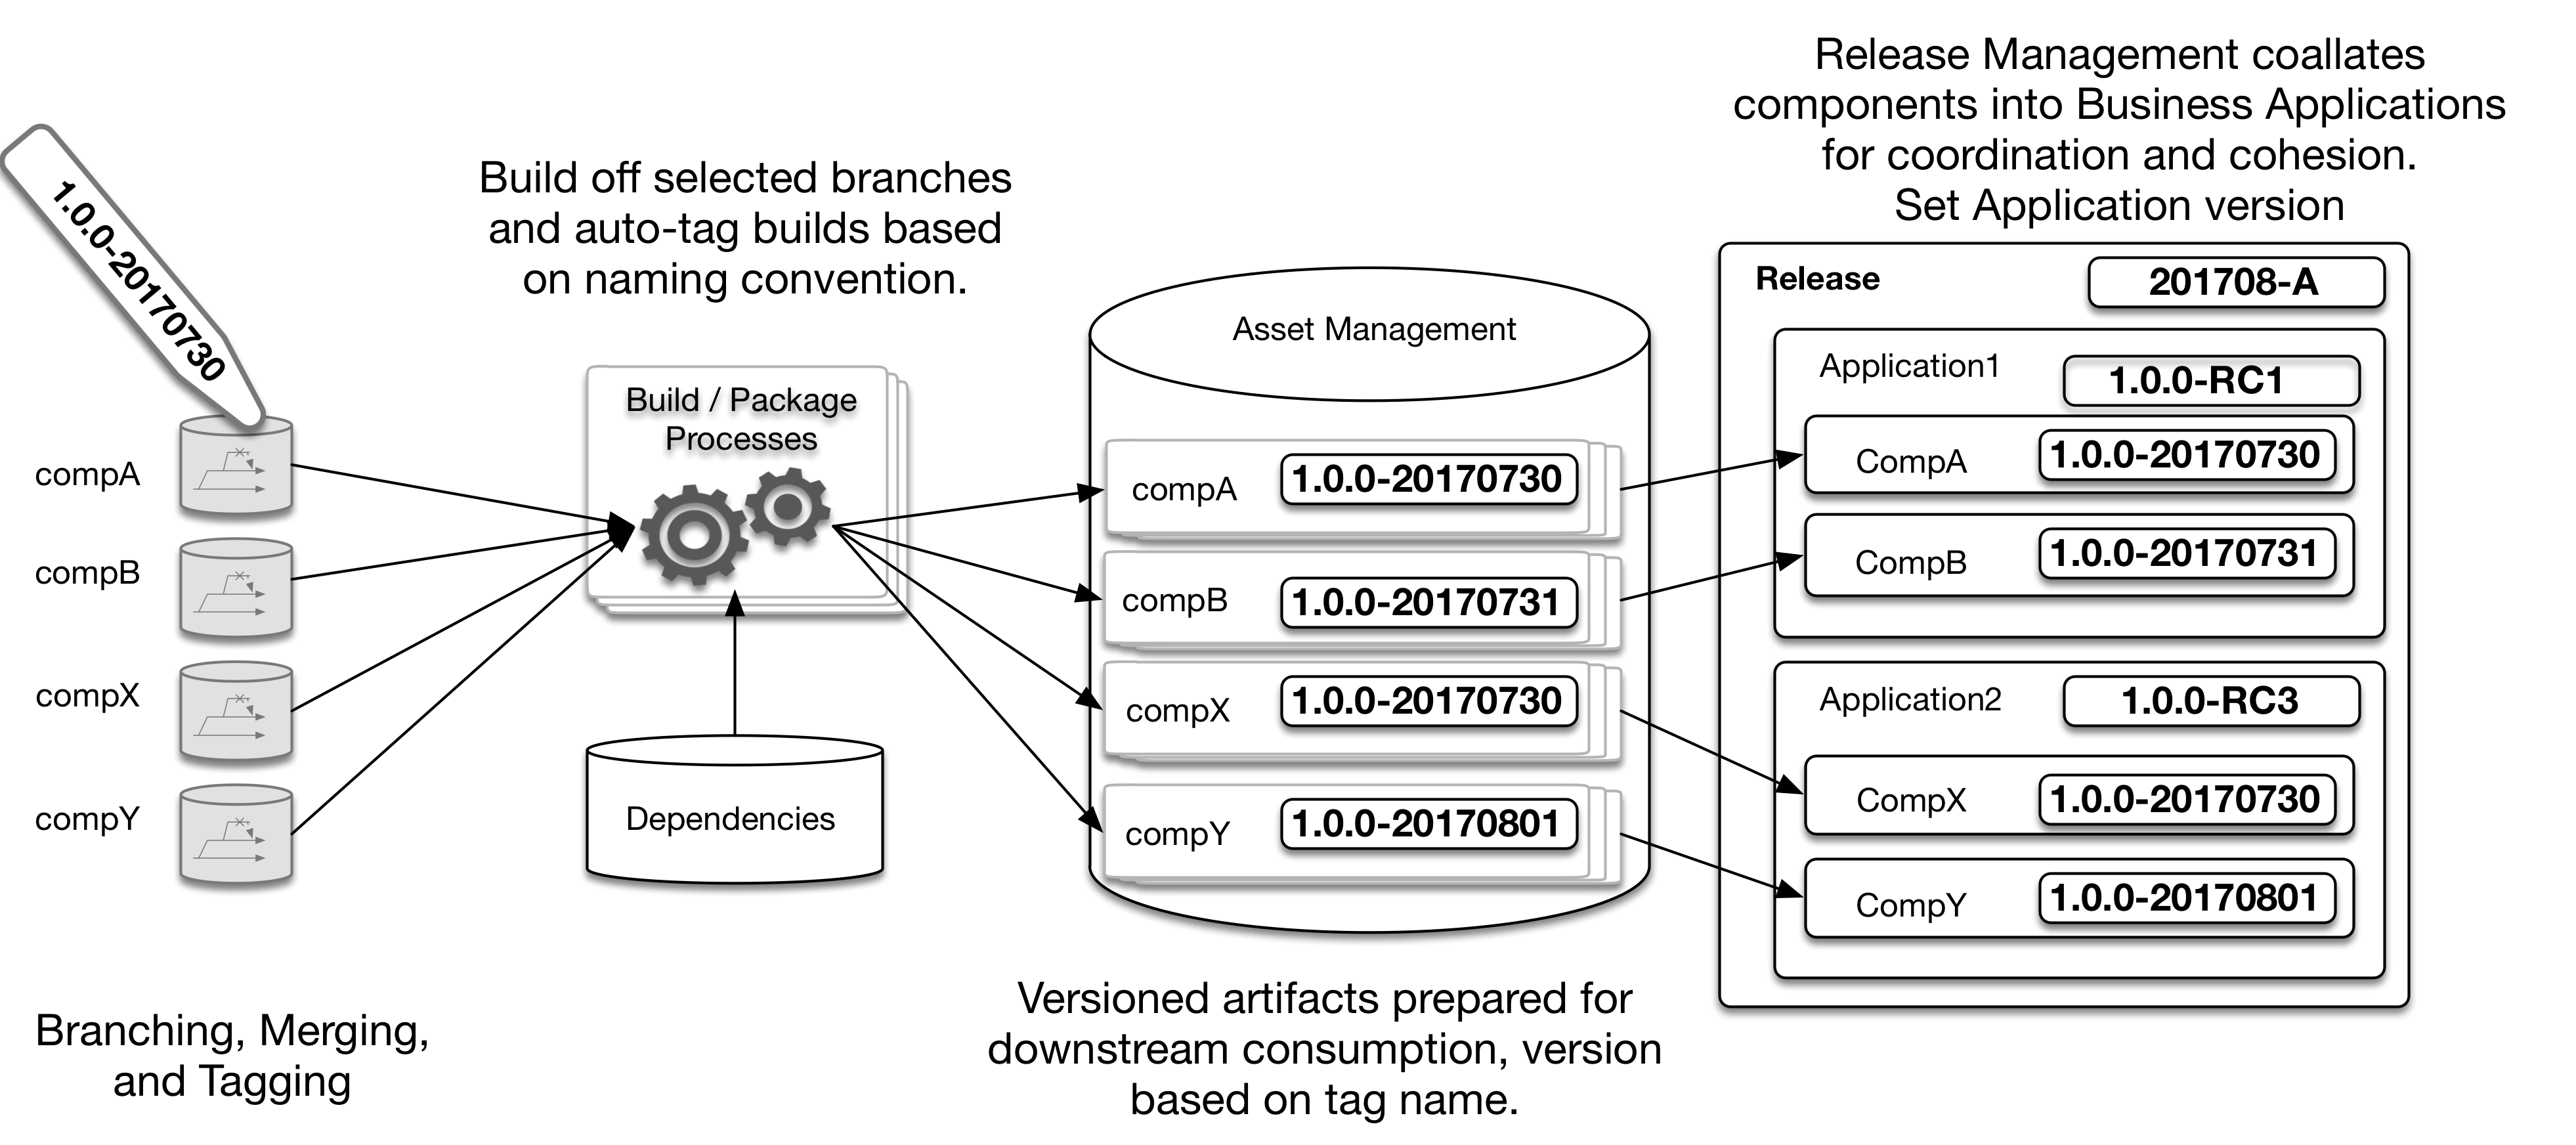 1.0.0-20170730
compA
compB
compX
compY
Branching, Merging,
and Tagging
Build off selected branches
and auto-tag builds based
on naming convention.
Build / Package
Processes
Dependencies
Asset Management
compA 1.0.0-20170730
compB 1.0.0-20170731
compX 1.0.0-20170730
compY 1.0.0-20170801
Versioned artifacts prepared for
downstream consumption, version
based on tag name.
Release Management coallates
components into Business Applications
for coordination and cohesion.
Set Application version
Release 201708-A
Application1 1.0.0-RC1
CompA 1.0.0-20170730
CompB 1.0.0-20170731
Application2 1.0.0-RC3
CompX 1.0.0-20170730
CompY 1.0.0-20170801